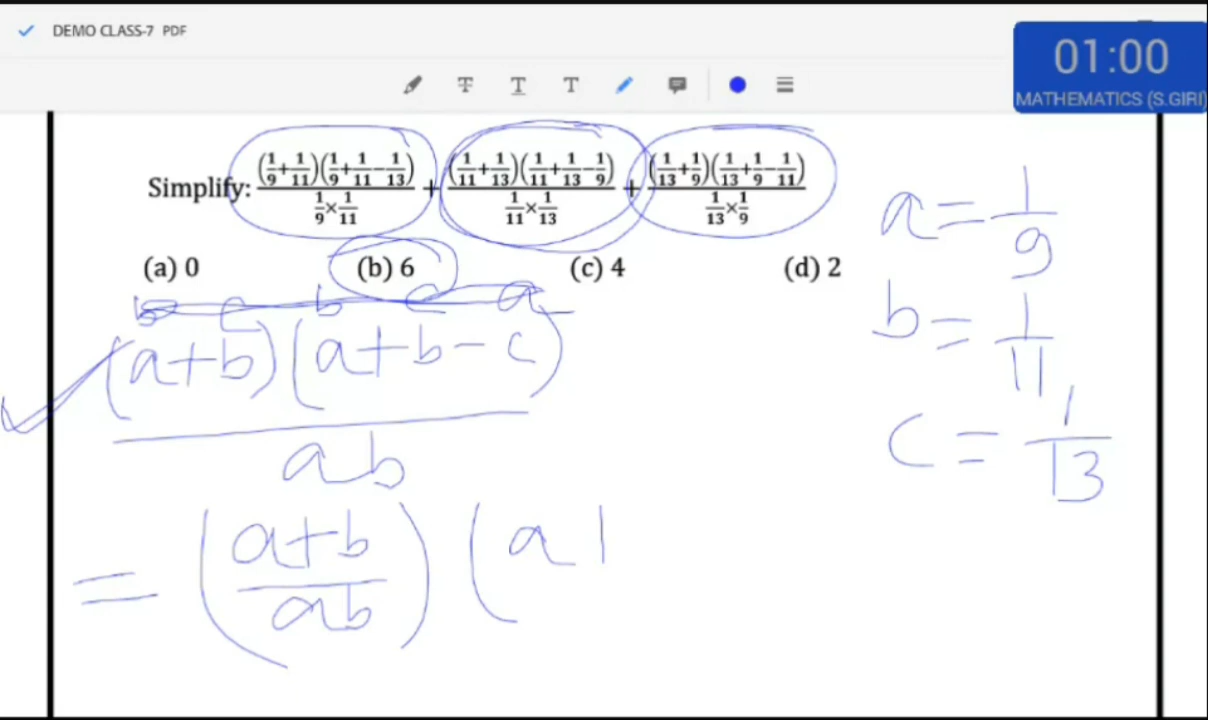 DEMO CLASS-7 PDF
01:00
MATHEMATICS (S.GIRI)
T T T
Simplify: ((1/9+1/11)(1/9+1/11−1/13))/(1/9×1/11) + ((1/11+1/13)(1/11+1/13−1/9))/(1/11×1/13) + ((1/13+1/9)(1/13+1/9−1/11))/(1/13×1/9)
(a) 0 (b) 6 (c) 4 (d) 2
a = 1/9
b = 1/11
c = 1/13
b c b c a
(a+b)(a+b−c)
ab
= ((a+b)/ab) (a